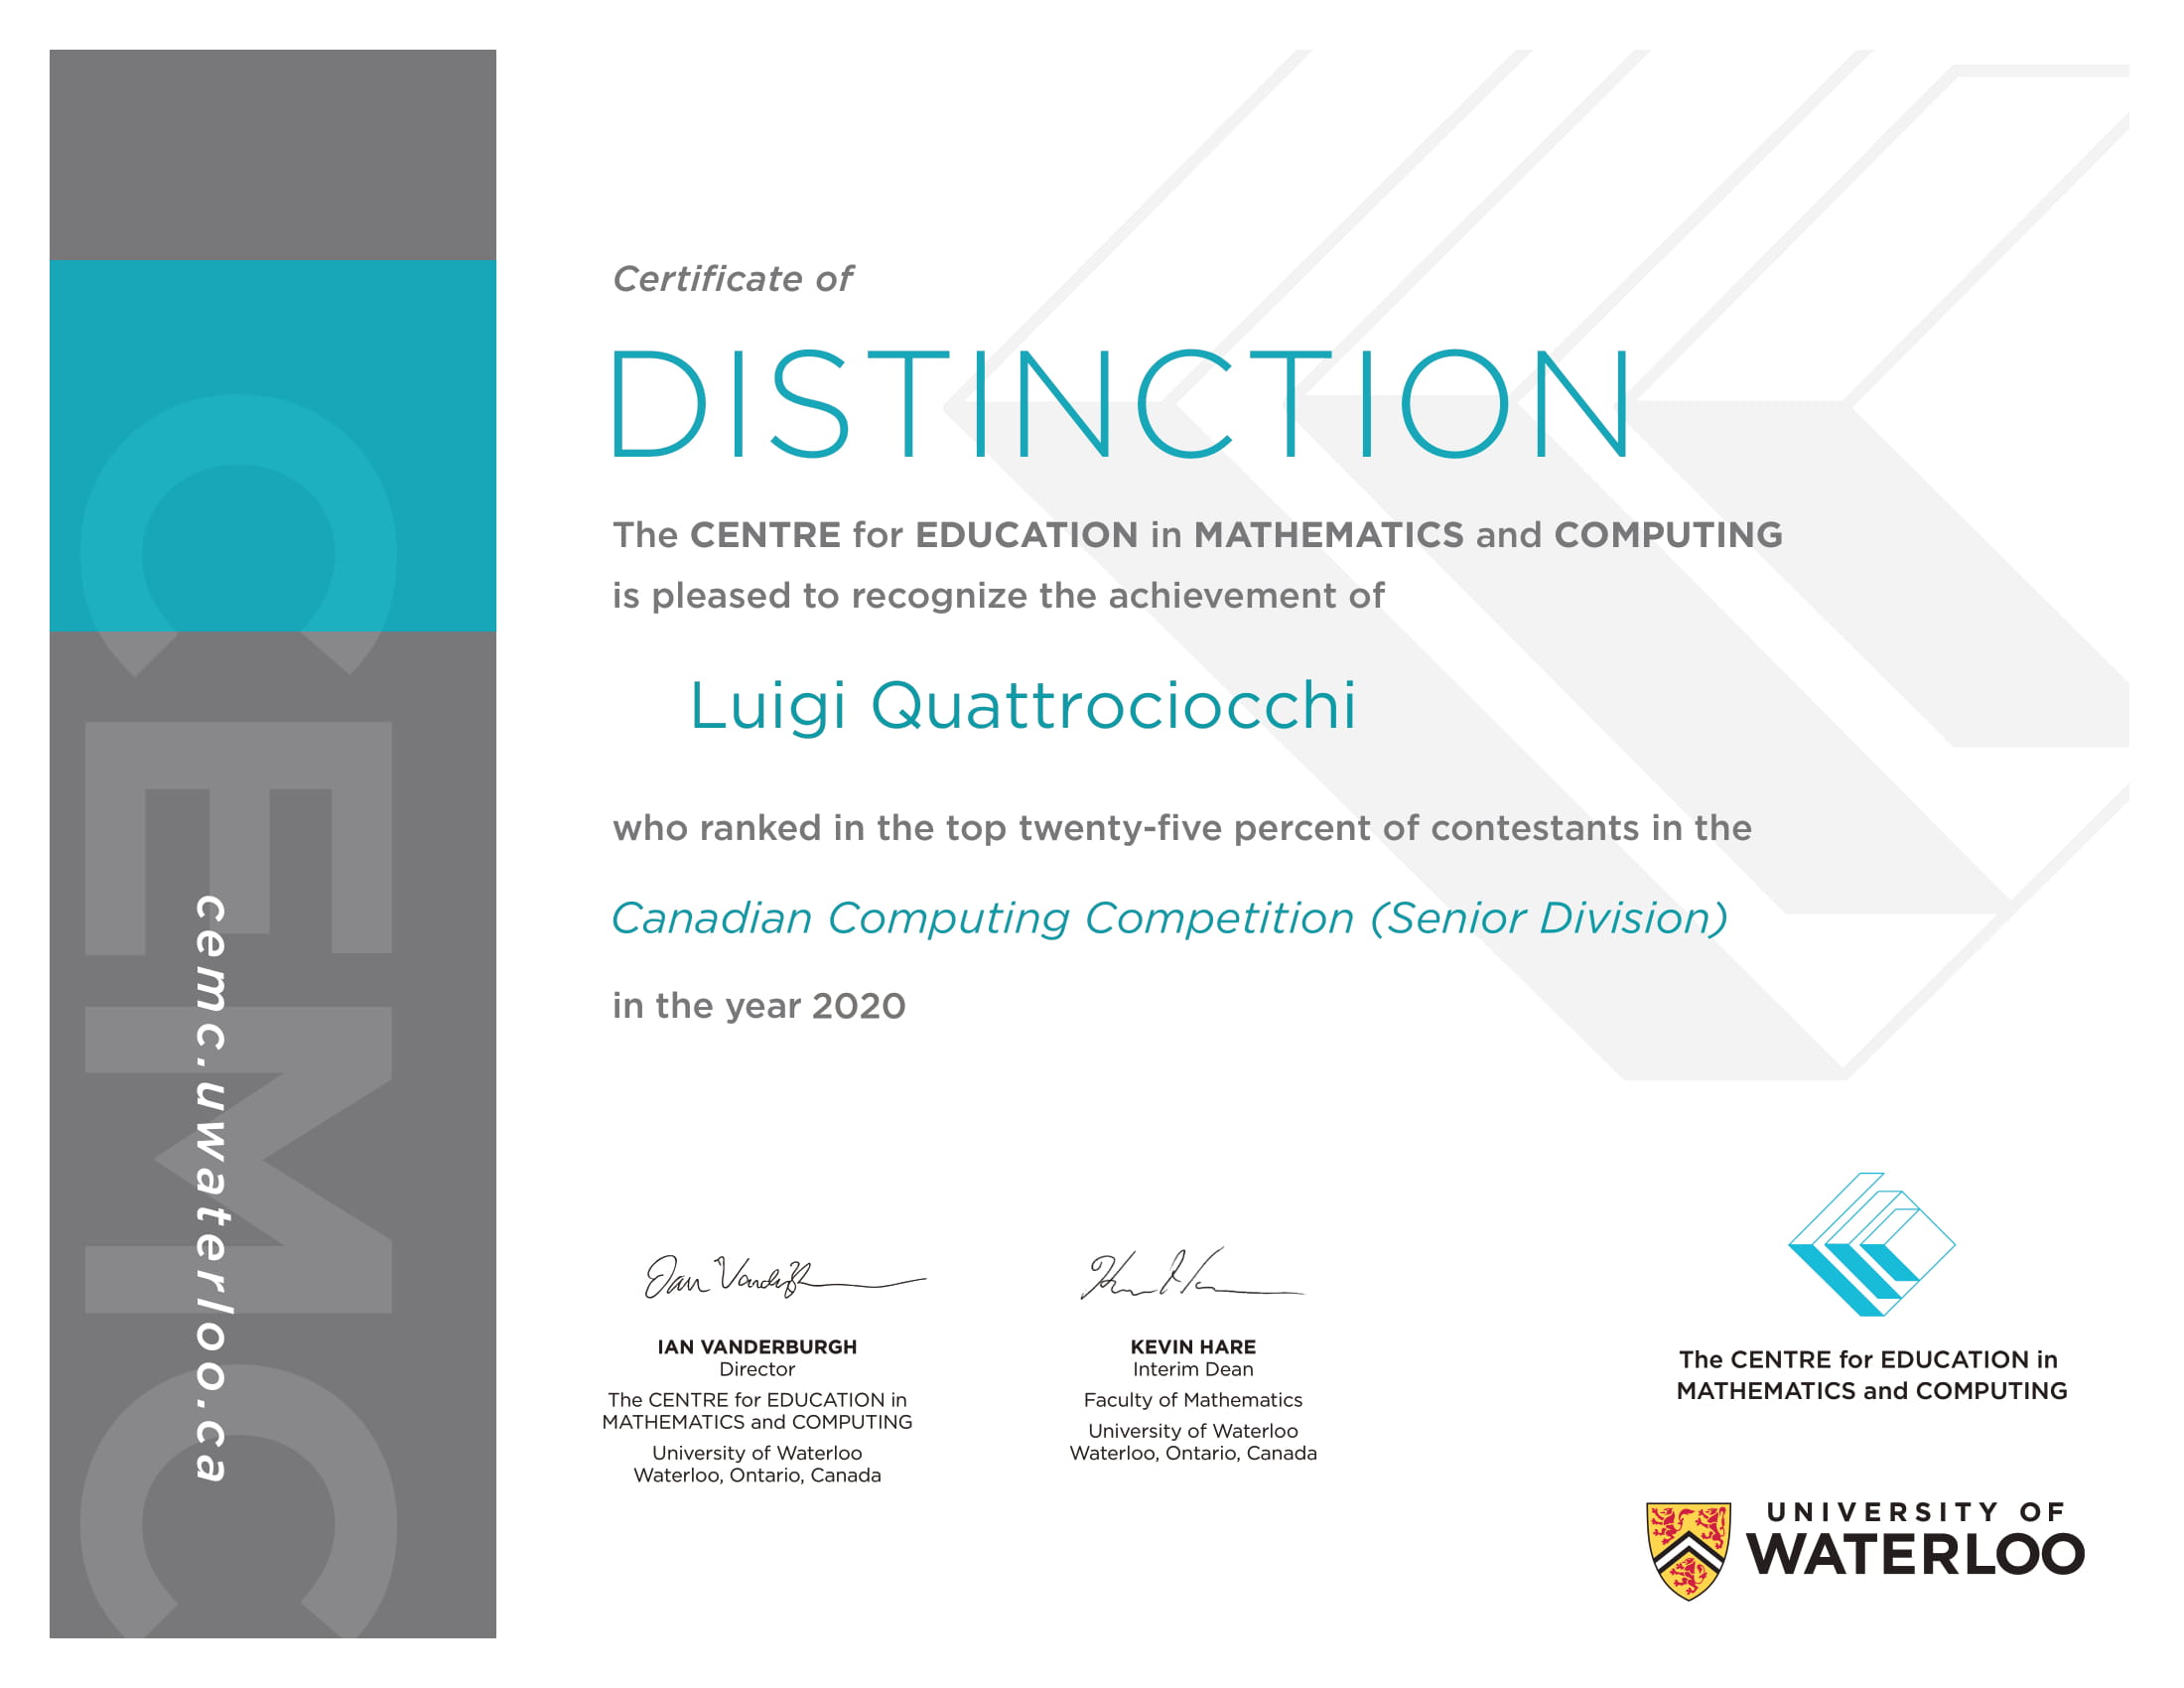 CEMC
cemc.uwaterloo.ca
Certificate of
DISTINCTION
The CENTRE for EDUCATION in MATHEMATICS and COMPUTING
is pleased to recognize the achievement of
Luigi Quattrociocchi
who ranked in the top twenty-five percent of contestants in the
Canadian Computing Competition (Senior Division)
in the year 2020
IAN VANDERBURGH
Director
The CENTRE for EDUCATION in
MATHEMATICS and COMPUTING
University of Waterloo
Waterloo, Ontario, Canada
KEVIN HARE
Interim Dean
Faculty of Mathematics
University of Waterloo
Waterloo, Ontario, Canada
The CENTRE for EDUCATION in
MATHEMATICS and COMPUTING
UNIVERSITY OF
WATERLOO